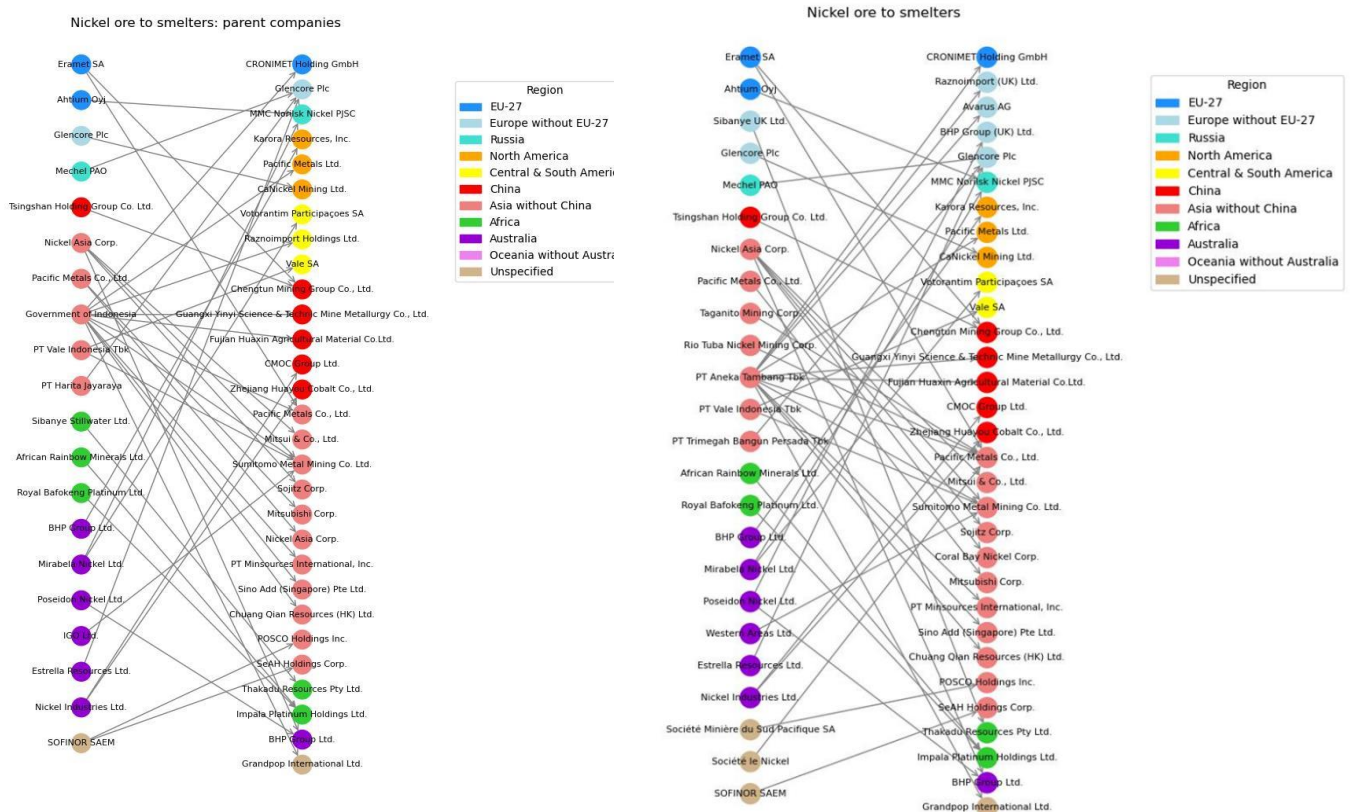 Nickel ore to smelters: parent companies
Eramet SA
Ahtium Oyj
Glencore Plc
Mechel PAO
Tsingshan Holding Group Co. Ltd.
Nickel Asia Corp.
Pacific Metals Co., Ltd.
Government of Indonesia
PT Vale Indonesia Tbk
PT Harita Jayaraya
Sibanye Stillwater Ltd.
African Rainbow Minerals Ltd.
Royal Bafokeng Platinum Ltd.
BHP Group Ltd.
Mirabela Nickel Ltd.
Poseidon Nickel Ltd.
IGO Ltd.
Estrella Resources Ltd.
Nickel Industries Ltd.
SOFINOR SAEM
CRONIMET Holding GmbH
Glencore Plc
MMC Norilsk Nickel PJSC
Karora Resources, Inc.
Pacific Metals Ltd.
CaNickel Mining Ltd.
Votorantim Participaçoes SA
Raznoimport Holdings Ltd.
Vale SA
Chengtun Mining Group Co., Ltd.
Guangxi Yinyi Science & Technic Mine Metallurgy Co., Ltd.
Fujian Huaxin Agricultural Material Co.Ltd.
CMOC Group Ltd.
Zhejiang Huayou Cobalt Co., Ltd.
Pacific Metals Co., Ltd.
Mitsui & Co., Ltd.
Sumitomo Metal Mining Co. Ltd.
Sojitz Corp.
Mitsubishi Corp.
Nickel Asia Corp.
PT Minsources International, Inc.
Sino Add (Singapore) Pte Ltd.
Chuang Qian Resources (HK) Ltd.
POSCO Holdings Inc.
SeAH Holdings Corp.
Thakadu Resources Pty Ltd.
Impala Platinum Holdings Ltd.
BHP Group Ltd.
Grandpop International Ltd.
Region
EU-27
Europe without EU-27
Russia
North America
Central & South Americ
China
Asia without China
Africa
Australia
Oceania without Austra
Unspecified
Nickel ore to smelters
Eramet SA
Ahtium Oyj
Sibanye UK Ltd.
Glencore Plc
Mechel PAO
Tsingshan Holding Group Co. Ltd.
Nickel Asia Corp.
Pacific Metals Co., Ltd.
Taganito Mining Corp.
Rio Tuba Nickel Mining Corp.
PT Aneka Tambang Tbk
PT Vale Indonesia Tbk
PT Trimegah Bangun Persada Tbk
African Rainbow Minerals Ltd.
Royal Bafokeng Platinum Ltd.
BHP Group Ltd.
Mirabela Nickel Ltd.
Poseidon Nickel Ltd.
Western Areas Ltd.
Estrella Resources Ltd.
Nickel Industries Ltd.
Société Minière du Sud Pacifique SA
Société le Nickel
SOFINOR SAEM
CRONIMET Holding GmbH
Raznoimport (UK) Ltd.
Avarus AG
BHP Group (UK) Ltd.
Glencore Plc
MMC Norilsk Nickel PJSC
Karora Resources, Inc.
Pacific Metals Ltd.
CaNickel Mining Ltd.
Votorantim Participaçoes SA
Vale SA
Chengtun Mining Group Co., Ltd.
Guangxi Yinyi Science & Technic Mine Metallurgy Co., Ltd.
Fujian Huaxin Agricultural Material Co.Ltd.
CMOC Group Ltd.
Zhejiang Huayou Cobalt Co., Ltd.
Pacific Metals Co., Ltd.
Mitsui & Co., Ltd.
Sumitomo Metal Mining Co. Ltd.
Sojitz Corp.
Coral Bay Nickel Corp.
Mitsubishi Corp.
PT Minsources International, Inc.
Sino Add (Singapore) Pte Ltd.
Chuang Qian Resources (HK) Ltd.
POSCO Holdings Inc.
SeAH Holdings Corp.
Thakadu Resources Pty Ltd.
Impala Platinum Holdings Ltd.
BHP Group Ltd.
Grandpop International Ltd.
Region
EU-27
Europe without EU-27
Russia
North America
Central & South America
China
Asia without China
Africa
Australia
Oceania without Australia
Unspecified